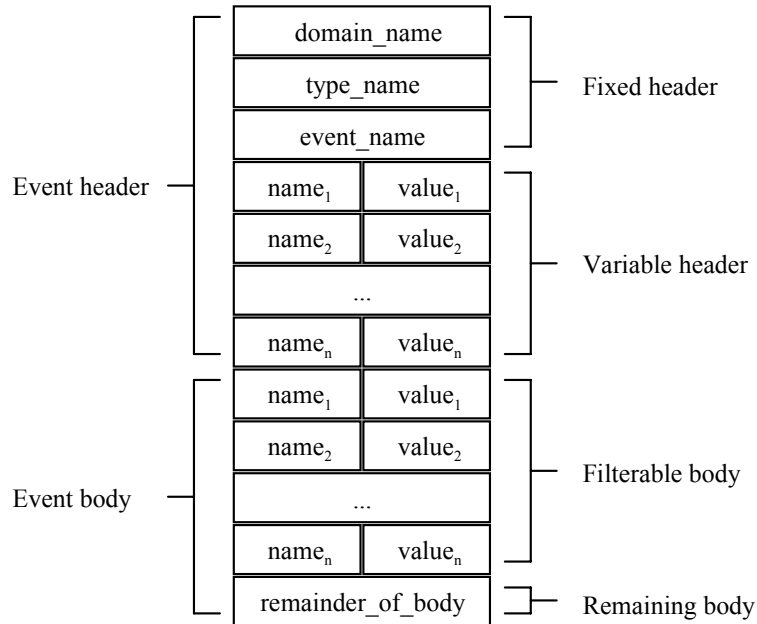 domain_name
type_name
Fixed header
event_name
Event header
name₁ value₁
name₂ value₂
Variable header
...
nameₙ valueₙ
name₁ value₁
name₂ value₂
Filterable body
Event body
...
nameₙ valueₙ
remainder_of_body
Remaining body